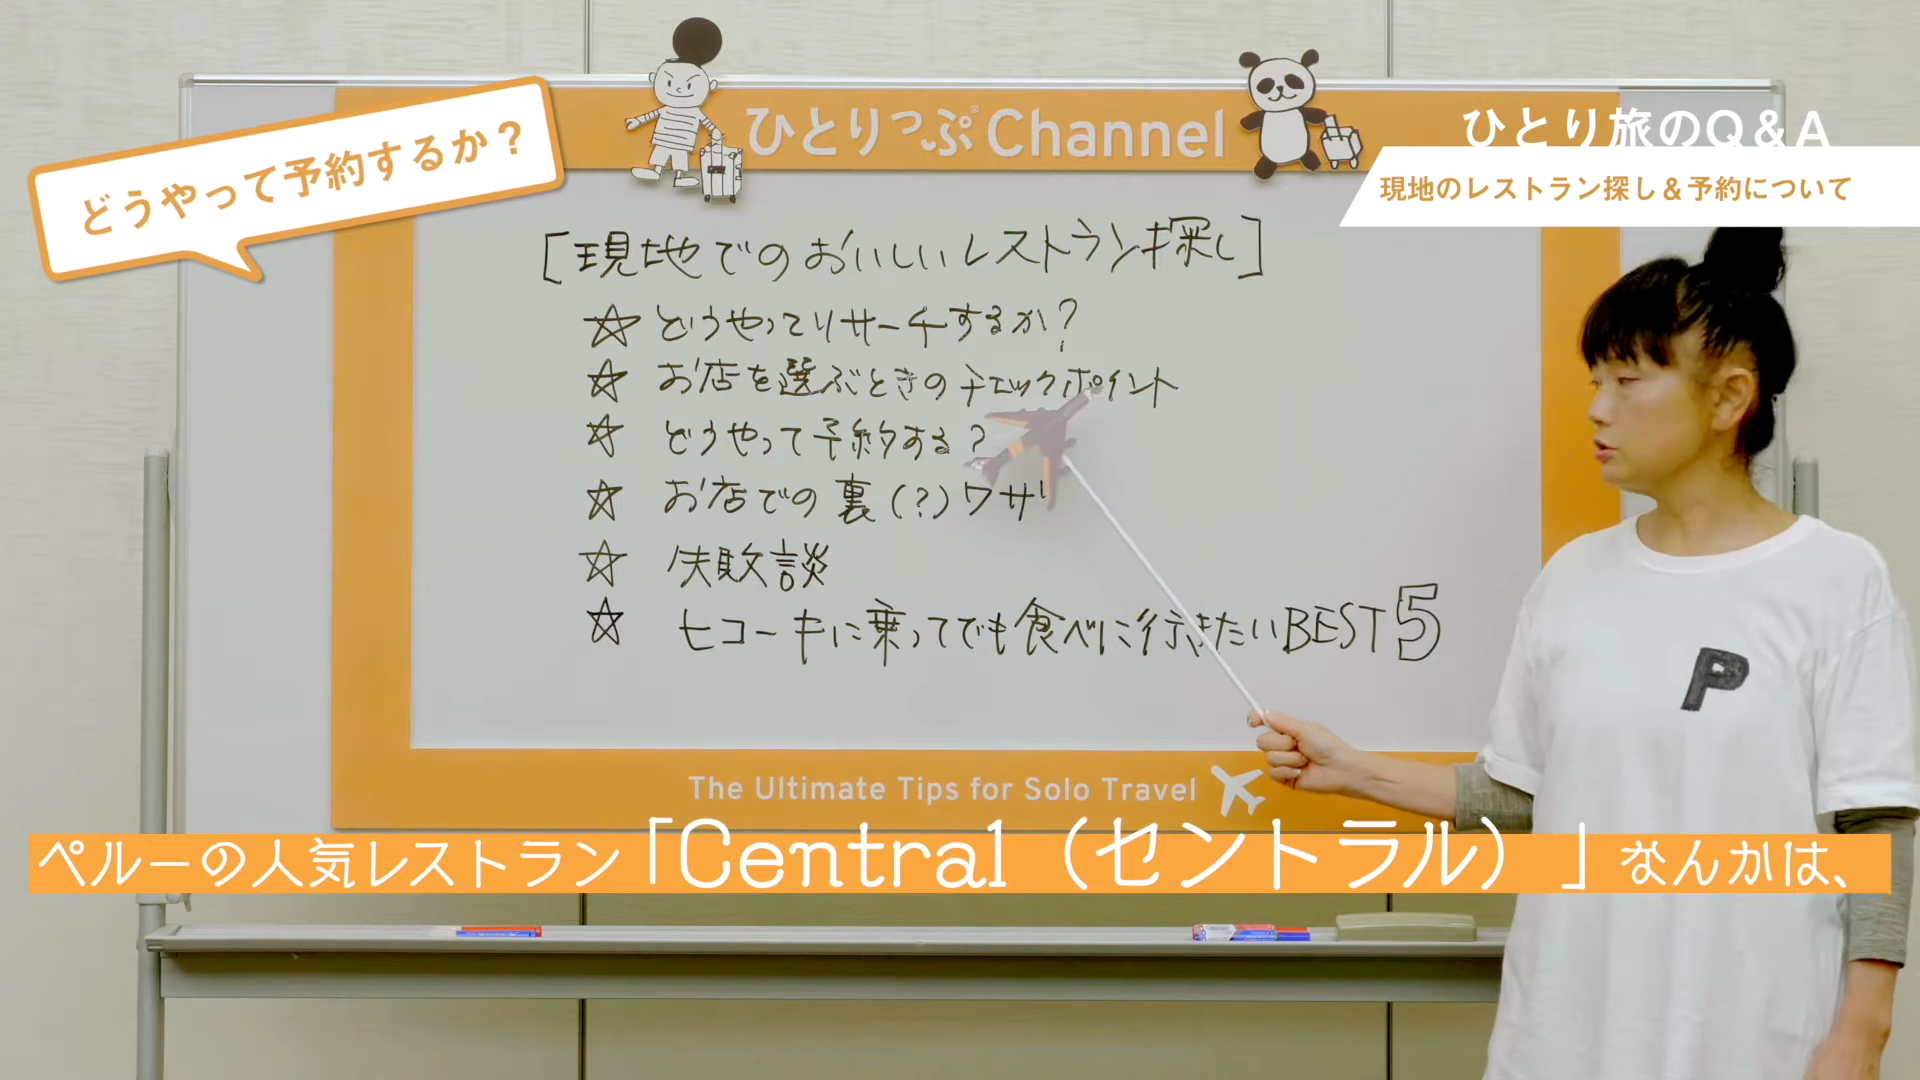 どうやって予約するか？
ひとりっぷ® Channel
ひとり旅のQ＆A
現地のレストラン探し＆予約について
[現地でのおいしいレストラン探し]
☆ どうやってリサーチするか?
☆ お店を選ぶときのチェックポイント
☆ どうやって予約する?
☆ お店での裏(?)ワザ
☆ 失敗談
☆ ヒコーキに乗ってでも食べに行きたいBEST5
P
The Ultimate Tips for Solo Travel
ペルーの人気レストラン「Central（セントラル）」なんかは、